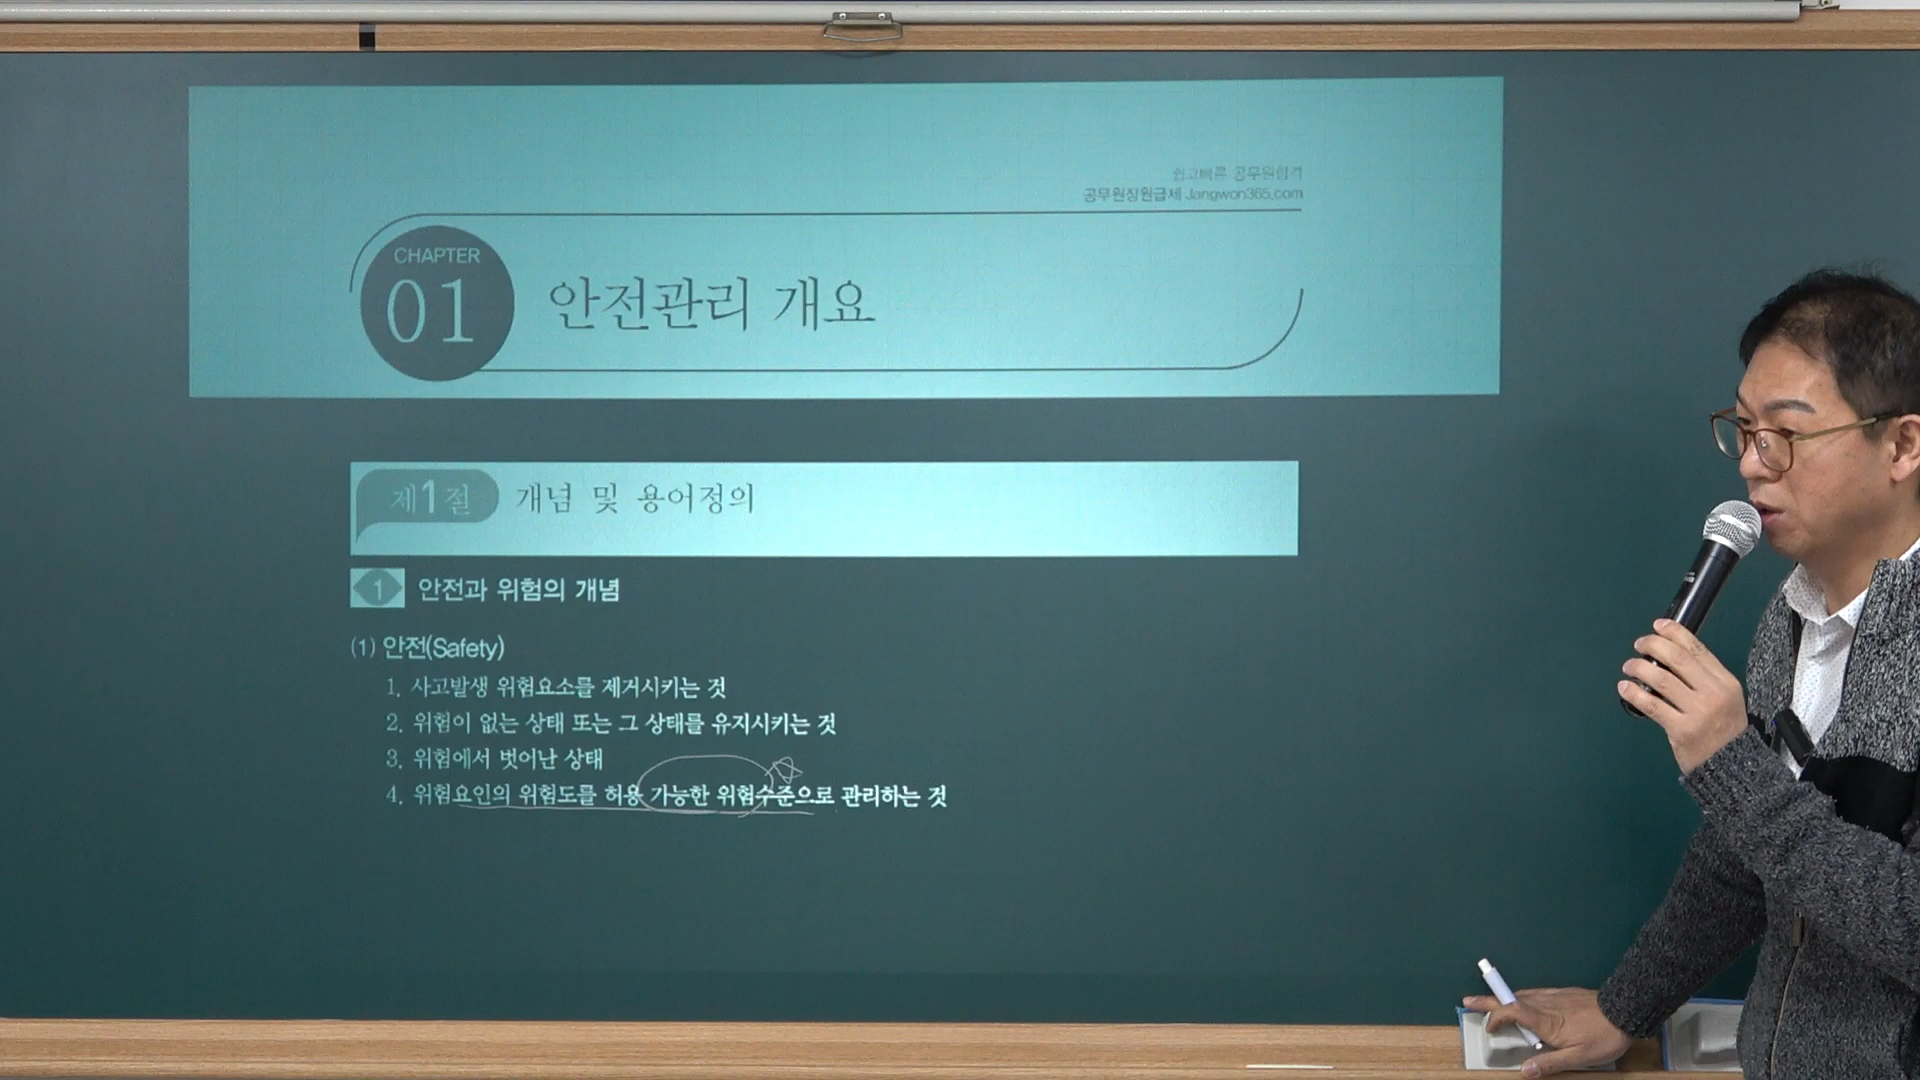 쉽고빠른 공무원합격
공무원장원급제 Jangwon365.com
CHAPTER
01
안전관리 개요
제1절 개념 및 용어정의
1 안전과 위험의 개념
(1) 안전(Safety)
1. 사고발생 위험요소를 제거시키는 것
2. 위험이 없는 상태 또는 그 상태를 유지시키는 것
3. 위험에서 벗어난 상태
4. 위험요인의 위험도를 허용 가능한 위험수준으로 관리하는 것